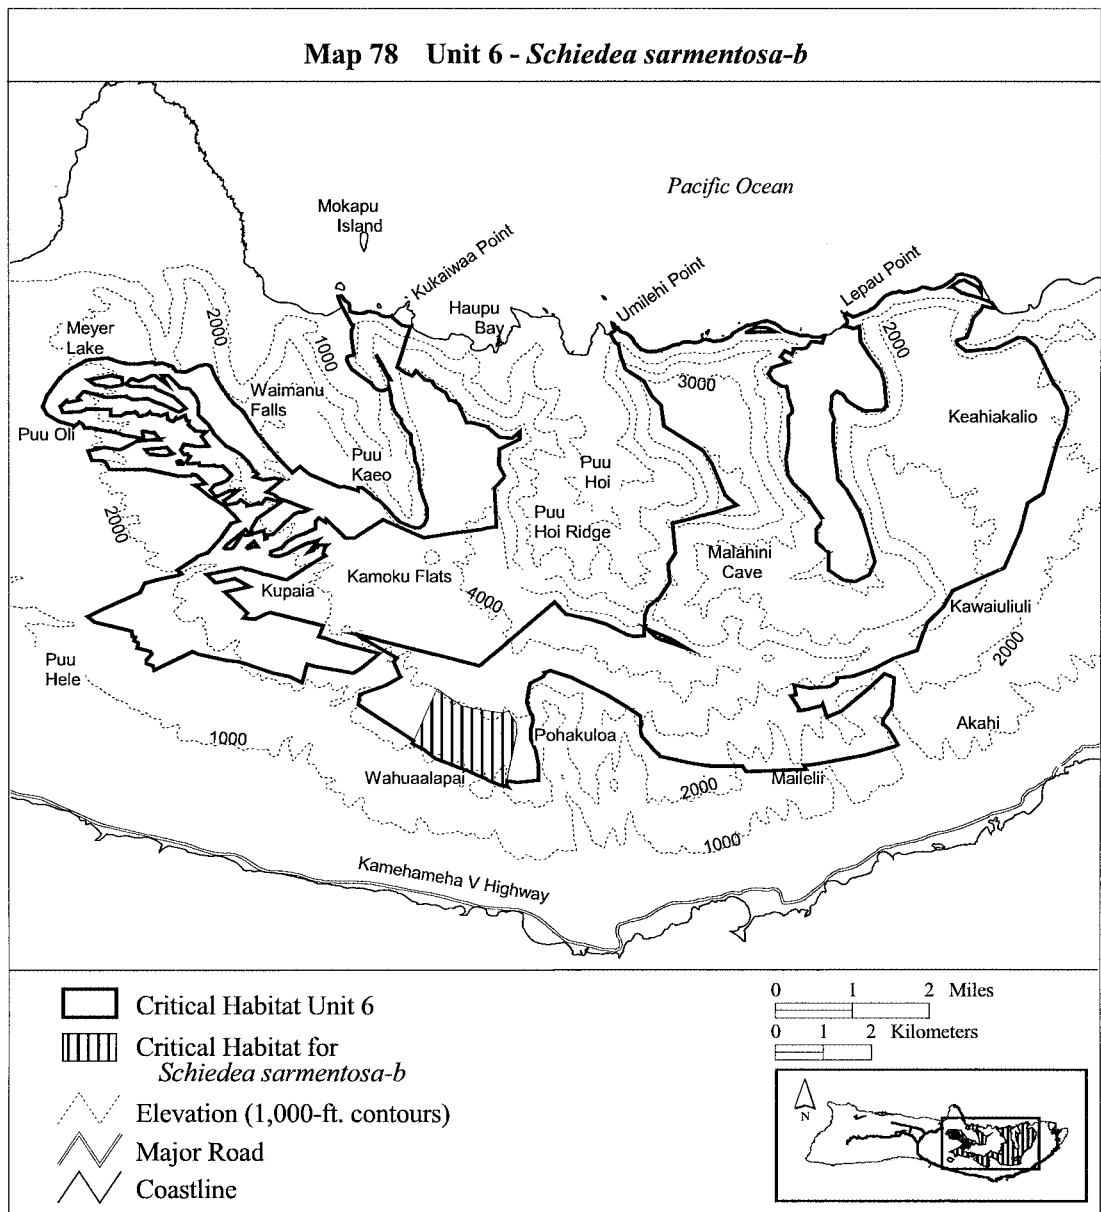 Map 78 Unit 6 - Schiedea sarmentosa-b
Pacific Ocean
Mokapu
Island
Kukaiwaa Point
Haupu
Bay
Umilehi Point
Lepau Point
Meyer
Lake
2000
1000
Waimanu
Falls
3000
2000
Keahiakalio
Puu Oli
Puu
Kaeo
Puu
Hoi
2000
Puu
Hoi Ridge
Malahini
Cave
Kamoku Flats
Kupaia
4000
Kawaiuliuli
2000
Puu
Hele
1000
Pohakuloa
Akahi
Wahuaalapai
2000
Mailelii
1000
Kamehameha V Highway
Critical Habitat Unit 6
Critical Habitat for
Schiedea sarmentosa-b
Elevation (1,000-ft. contours)
Major Road
Coastline
0 1 2 Miles
0 1 2 Kilometers
N